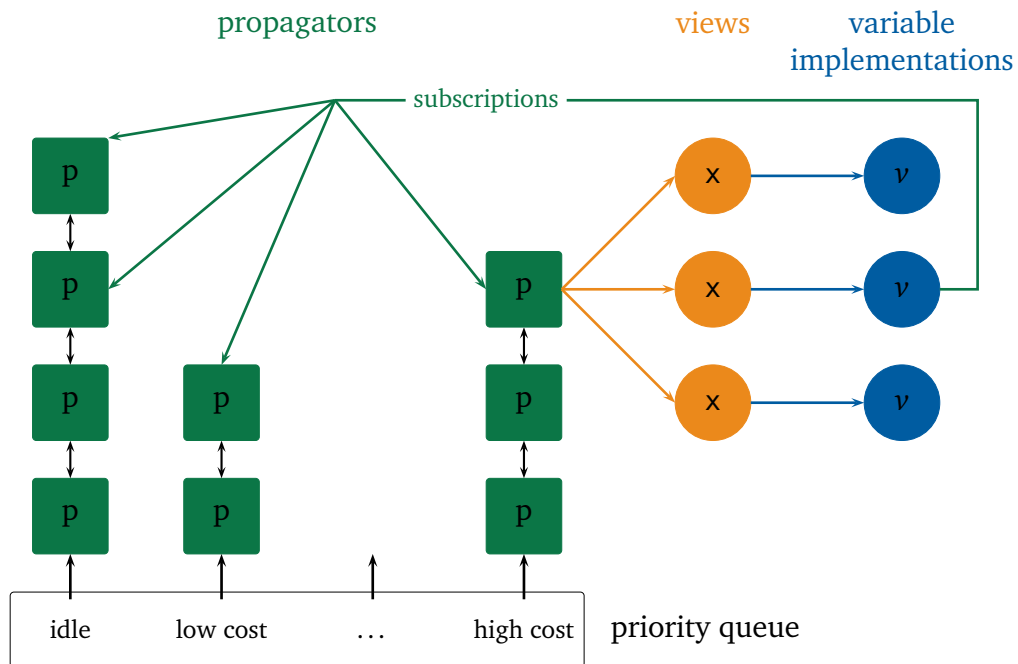 propagators
views
variable
implementations
subscriptions
p
x
v
p
p
x
v
p
p
p
x
v
p
p
p
idle
low cost
...
high cost
priority queue